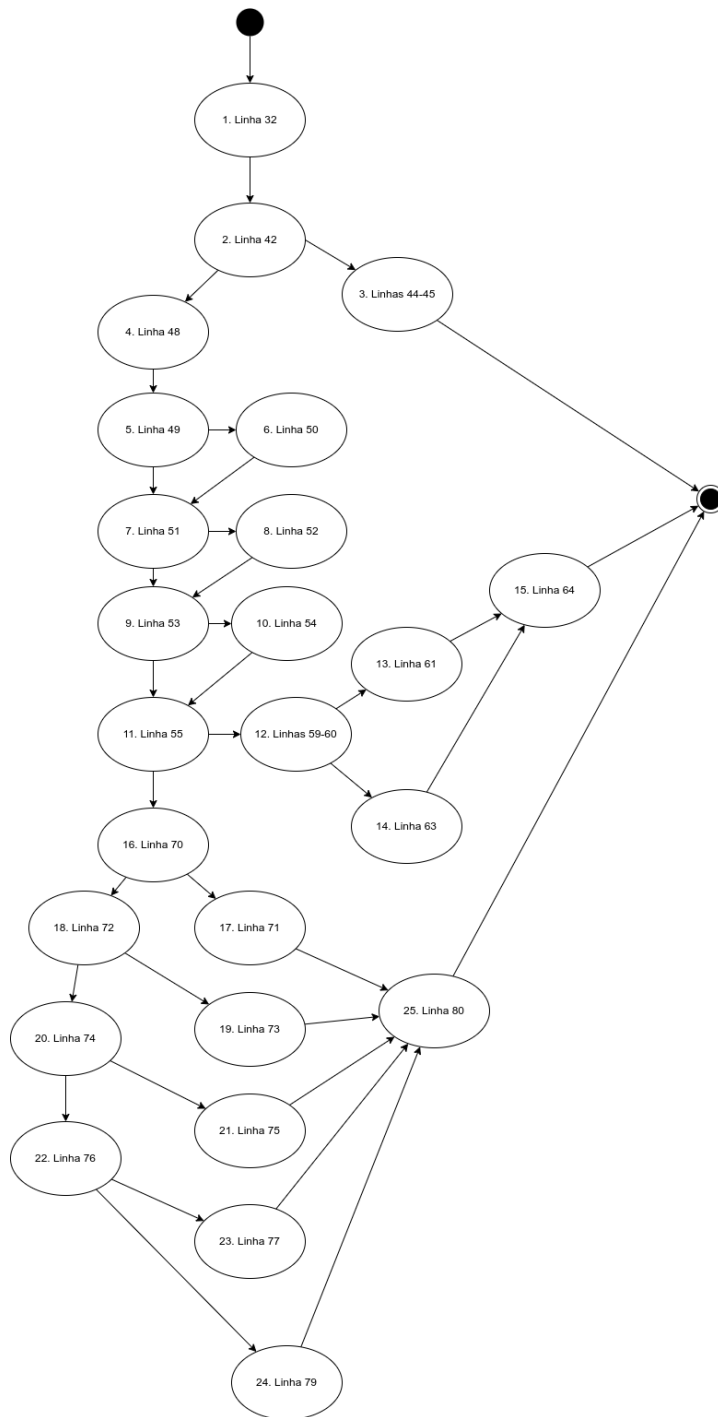 1. Linha 32
2. Linha 42
3. Linhas 44-45
4. Linha 48
5. Linha 49
6. Linha 50
7. Linha 51
8. Linha 52
9. Linha 53
10. Linha 54
11. Linha 55
12. Linhas 59-60
13. Linha 61
14. Linha 63
15. Linha 64
16. Linha 70
17. Linha 71
18. Linha 72
19. Linha 73
20. Linha 74
21. Linha 75
22. Linha 76
23. Linha 77
24. Linha 79
25. Linha 80